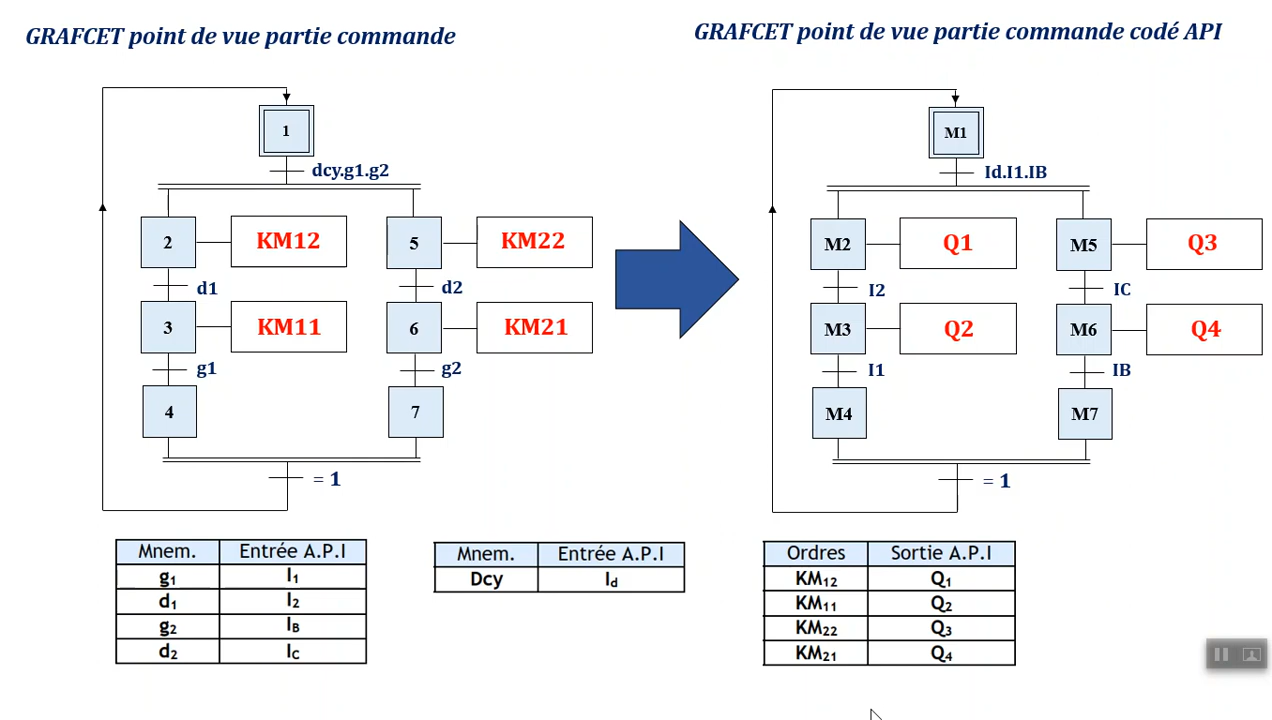 GRAFCET point de vue partie commande
1
dcy.g1.g2
2
KM12
5
KM22
d1
d2
3
KM11
6
KM21
g1
g2
4
7
= 1
GRAFCET point de vue partie commande codé API
M1
Id.I1.IB
M2
Q1
M5
Q3
I2
IC
M3
Q2
M6
Q4
I1
IB
M4
M7
= 1
Mnem. Entrée A.P.I
g1 I1
d1 I2
g2 IB
d2 IC
Mnem. Entrée A.P.I
Dcy Id
Ordres Sortie A.P.I
KM12 Q1
KM11 Q2
KM22 Q3
KM21 Q4